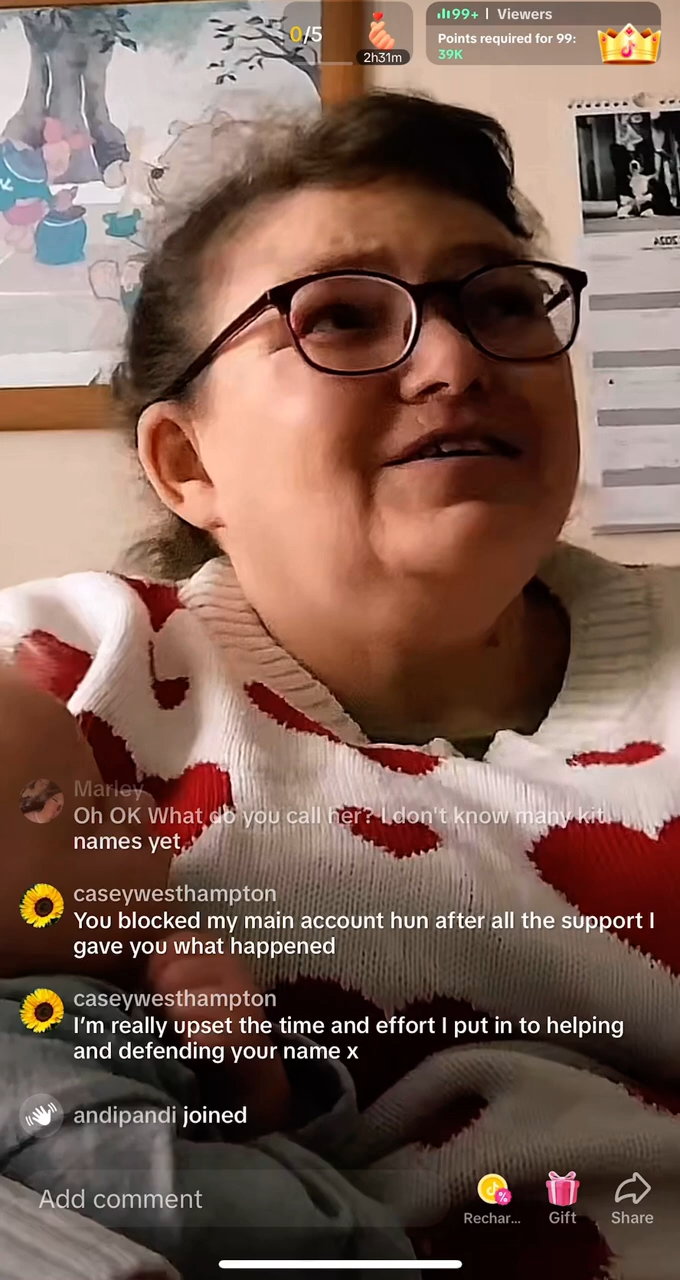 0/5
99+ | Viewers
Points required for 99:
39K
2h31m
2024
Marley
Oh OK What do you call her? I don't know many kit
names yet.
caseywesthampton
You blocked my main account hun after all the support I
gave you what happened
caseywesthampton
I'm really upset the time and effort I put in to helping
and defending your name x
andipandi joined
Add comment
Rechar...
Gift
Share